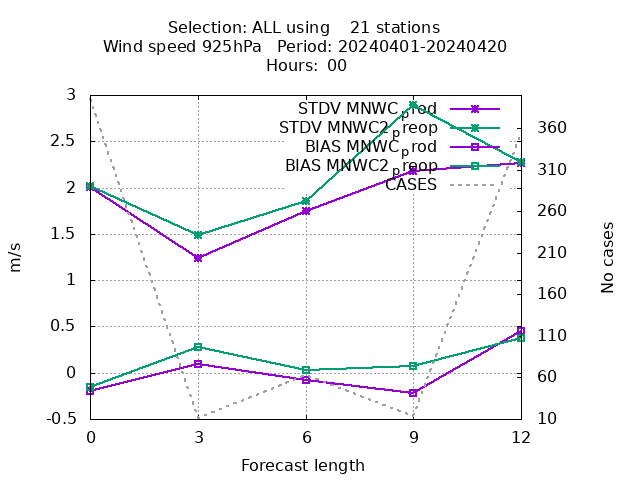 Selection: ALL using    21 stations
Wind speed 925hPa   Period: 20240401-20240420
Hours: 00
STDV MNWC_prod
STDV MNWC2_preop
BIAS MNWC_prod
BIAS MNWC2_preop
CASES
3
2.5
2
1.5
1
0.5
0
-0.5
m/s
360
310
260
210
160
110
60
10
No cases
0 3 6 9 12
Forecast length